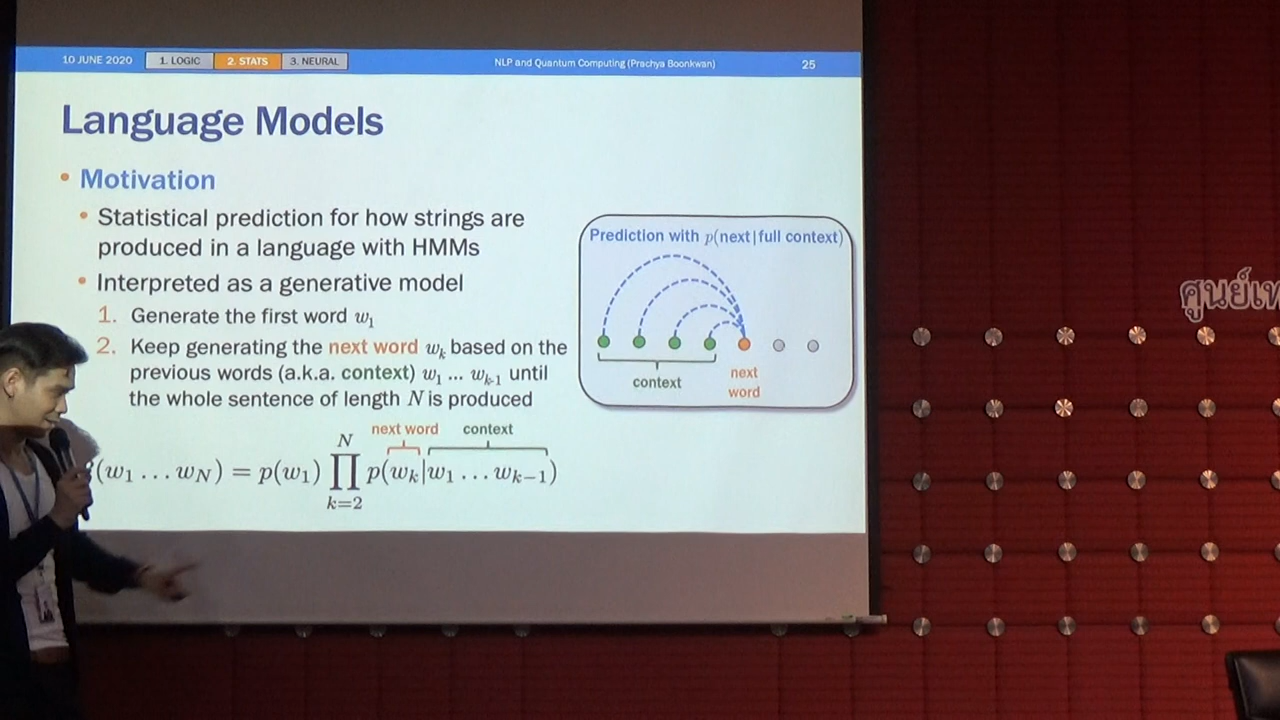 10 JUNE 2020 1. LOGIC 2. STATS 3. NEURAL NLP and Quantum Computing (Prachya Boonkwan) 25
Language Models
• Motivation
• Statistical prediction for how strings are
produced in a language with HMMs
• Interpreted as a generative model
1. Generate the first word w₁
2. Keep generating the next word wₖ based on the
previous words (a.k.a. context) w₁ ... wₖ₋₁ until
the whole sentence of length N is produced
next word context
(w₁ … w_N) = p(w₁) ∏_{k=2}^{N} p(wₖ|w₁ … wₖ₋₁)
Prediction with p(next|full context)
context
next
word
ศูนย์เท